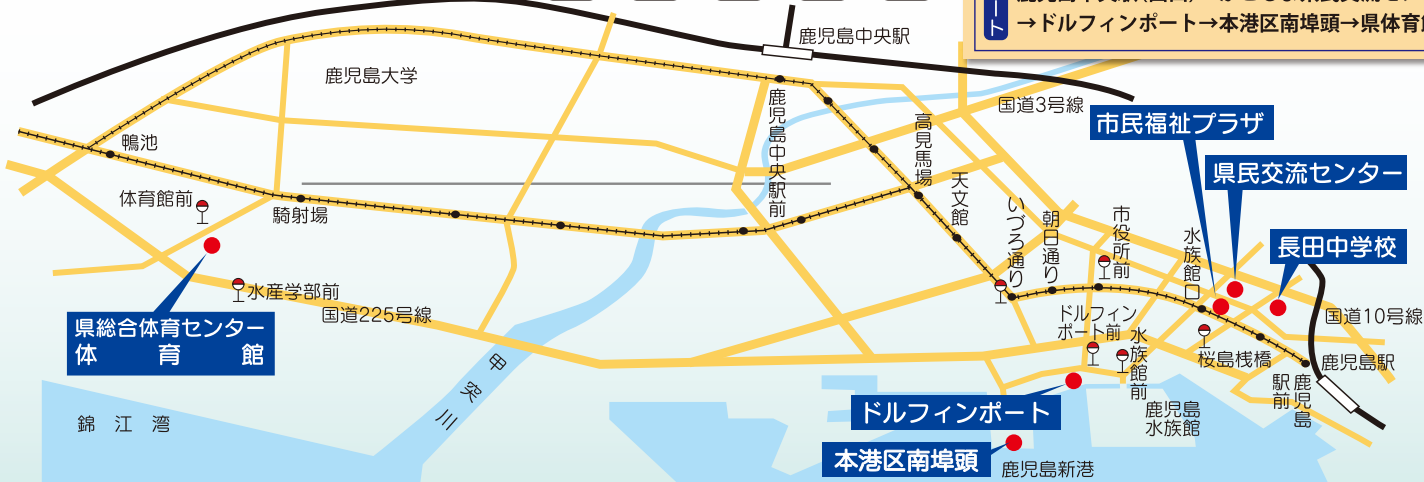 ート
→ドルフィンポート→本港区南埠頭→県体育
鹿児島中央駅
鹿児島大学
国道3号線
市民福祉プラザ
県民交流センター
長田中学校
鴨池
体育館前
騎射場
鹿児島中央駅前
高見馬場
天文館
いづろ通り
朝日通り
市役所前
水族館口
水産学部前
国道225号線
県総合体育センター
体育館
ドルフィン
ポート前
水族館前
桜島桟橋
国道10号線
鹿児島駅
鹿児島
駅前
甲突川
錦江湾
ドルフィンポート
本港区南埠頭
鹿児島新港
鹿児島
水族館